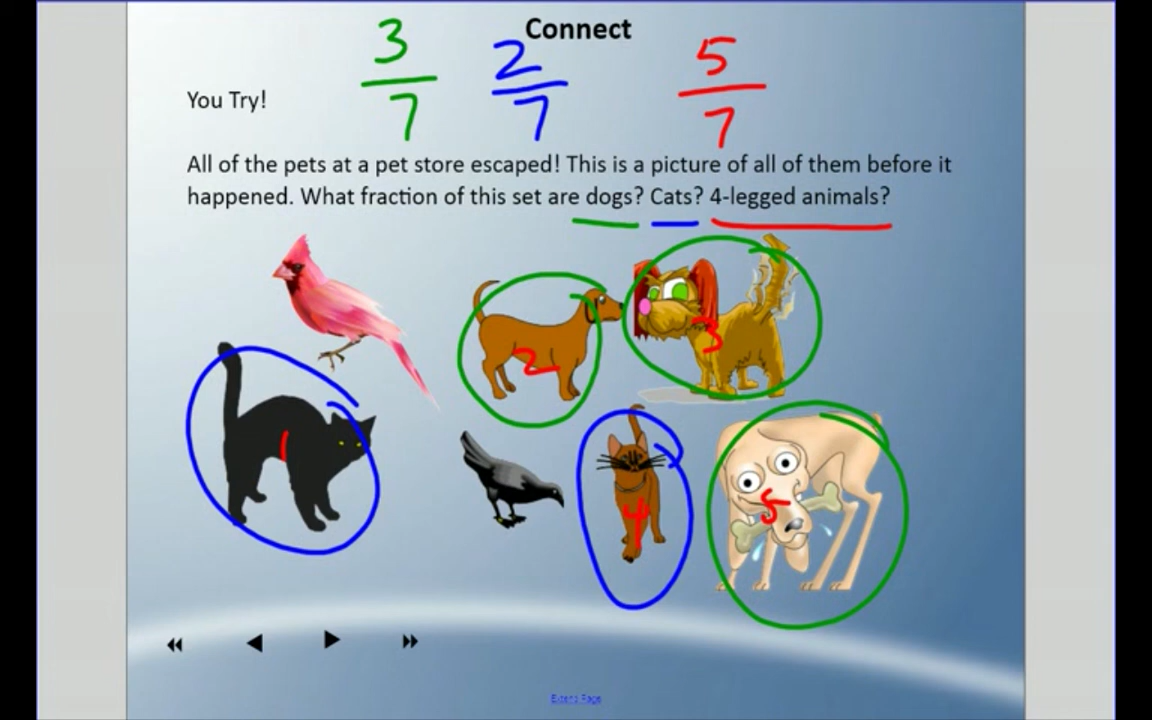 Connect
3 2 5
7 7 7
You Try!
All of the pets at a pet store escaped! This is a picture of all of them before it
happened. What fraction of this set are dogs? Cats? 4-legged animals?
3
2
1
4
5
Extend Page